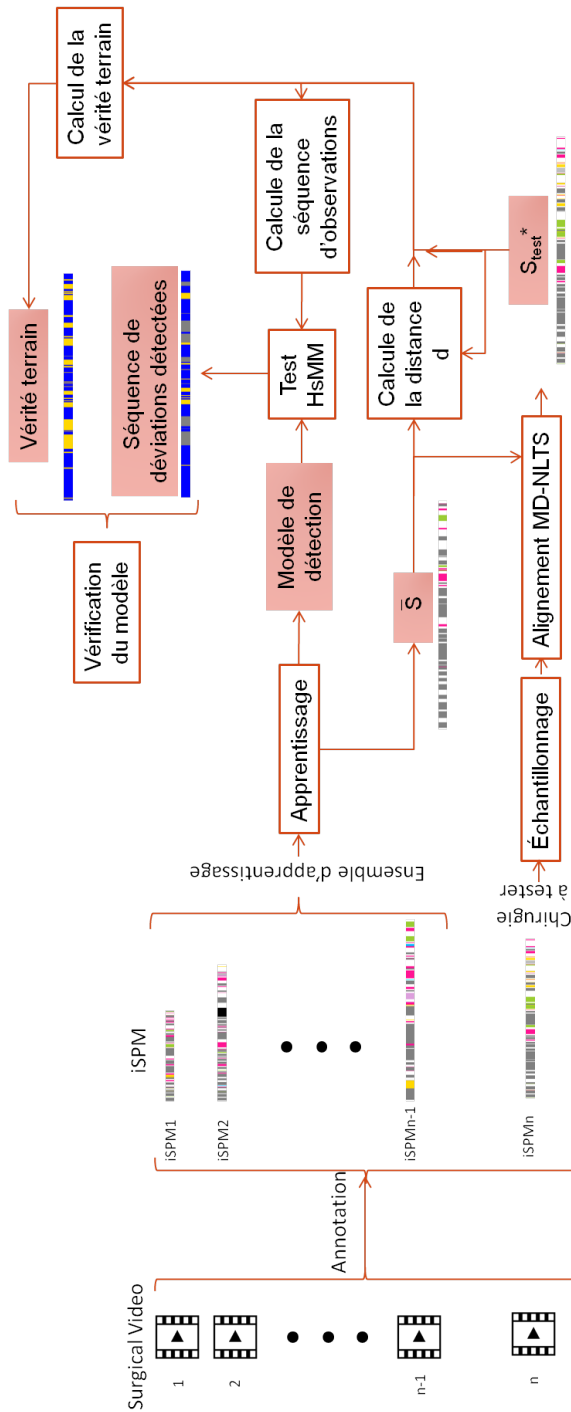 Surgical Video
1
2
n-1
n
Annotation
iSPM
iSPM1
iSPM2
iSPMn-1
iSPMn
Ensemble d'apprentissage
Chirugie
à tester
Vérification
du modèle
Vérité terrain
Séquence de
déviations détectées
Calcul de la
vérité terrain
Apprentissage
Modèle de
détection
Test
HsMM
Calcule de la
séquence
d'observations
S̅
Calcule de
la distance
d
Échantillonnage
Alignement MD-NLTS
Stest*